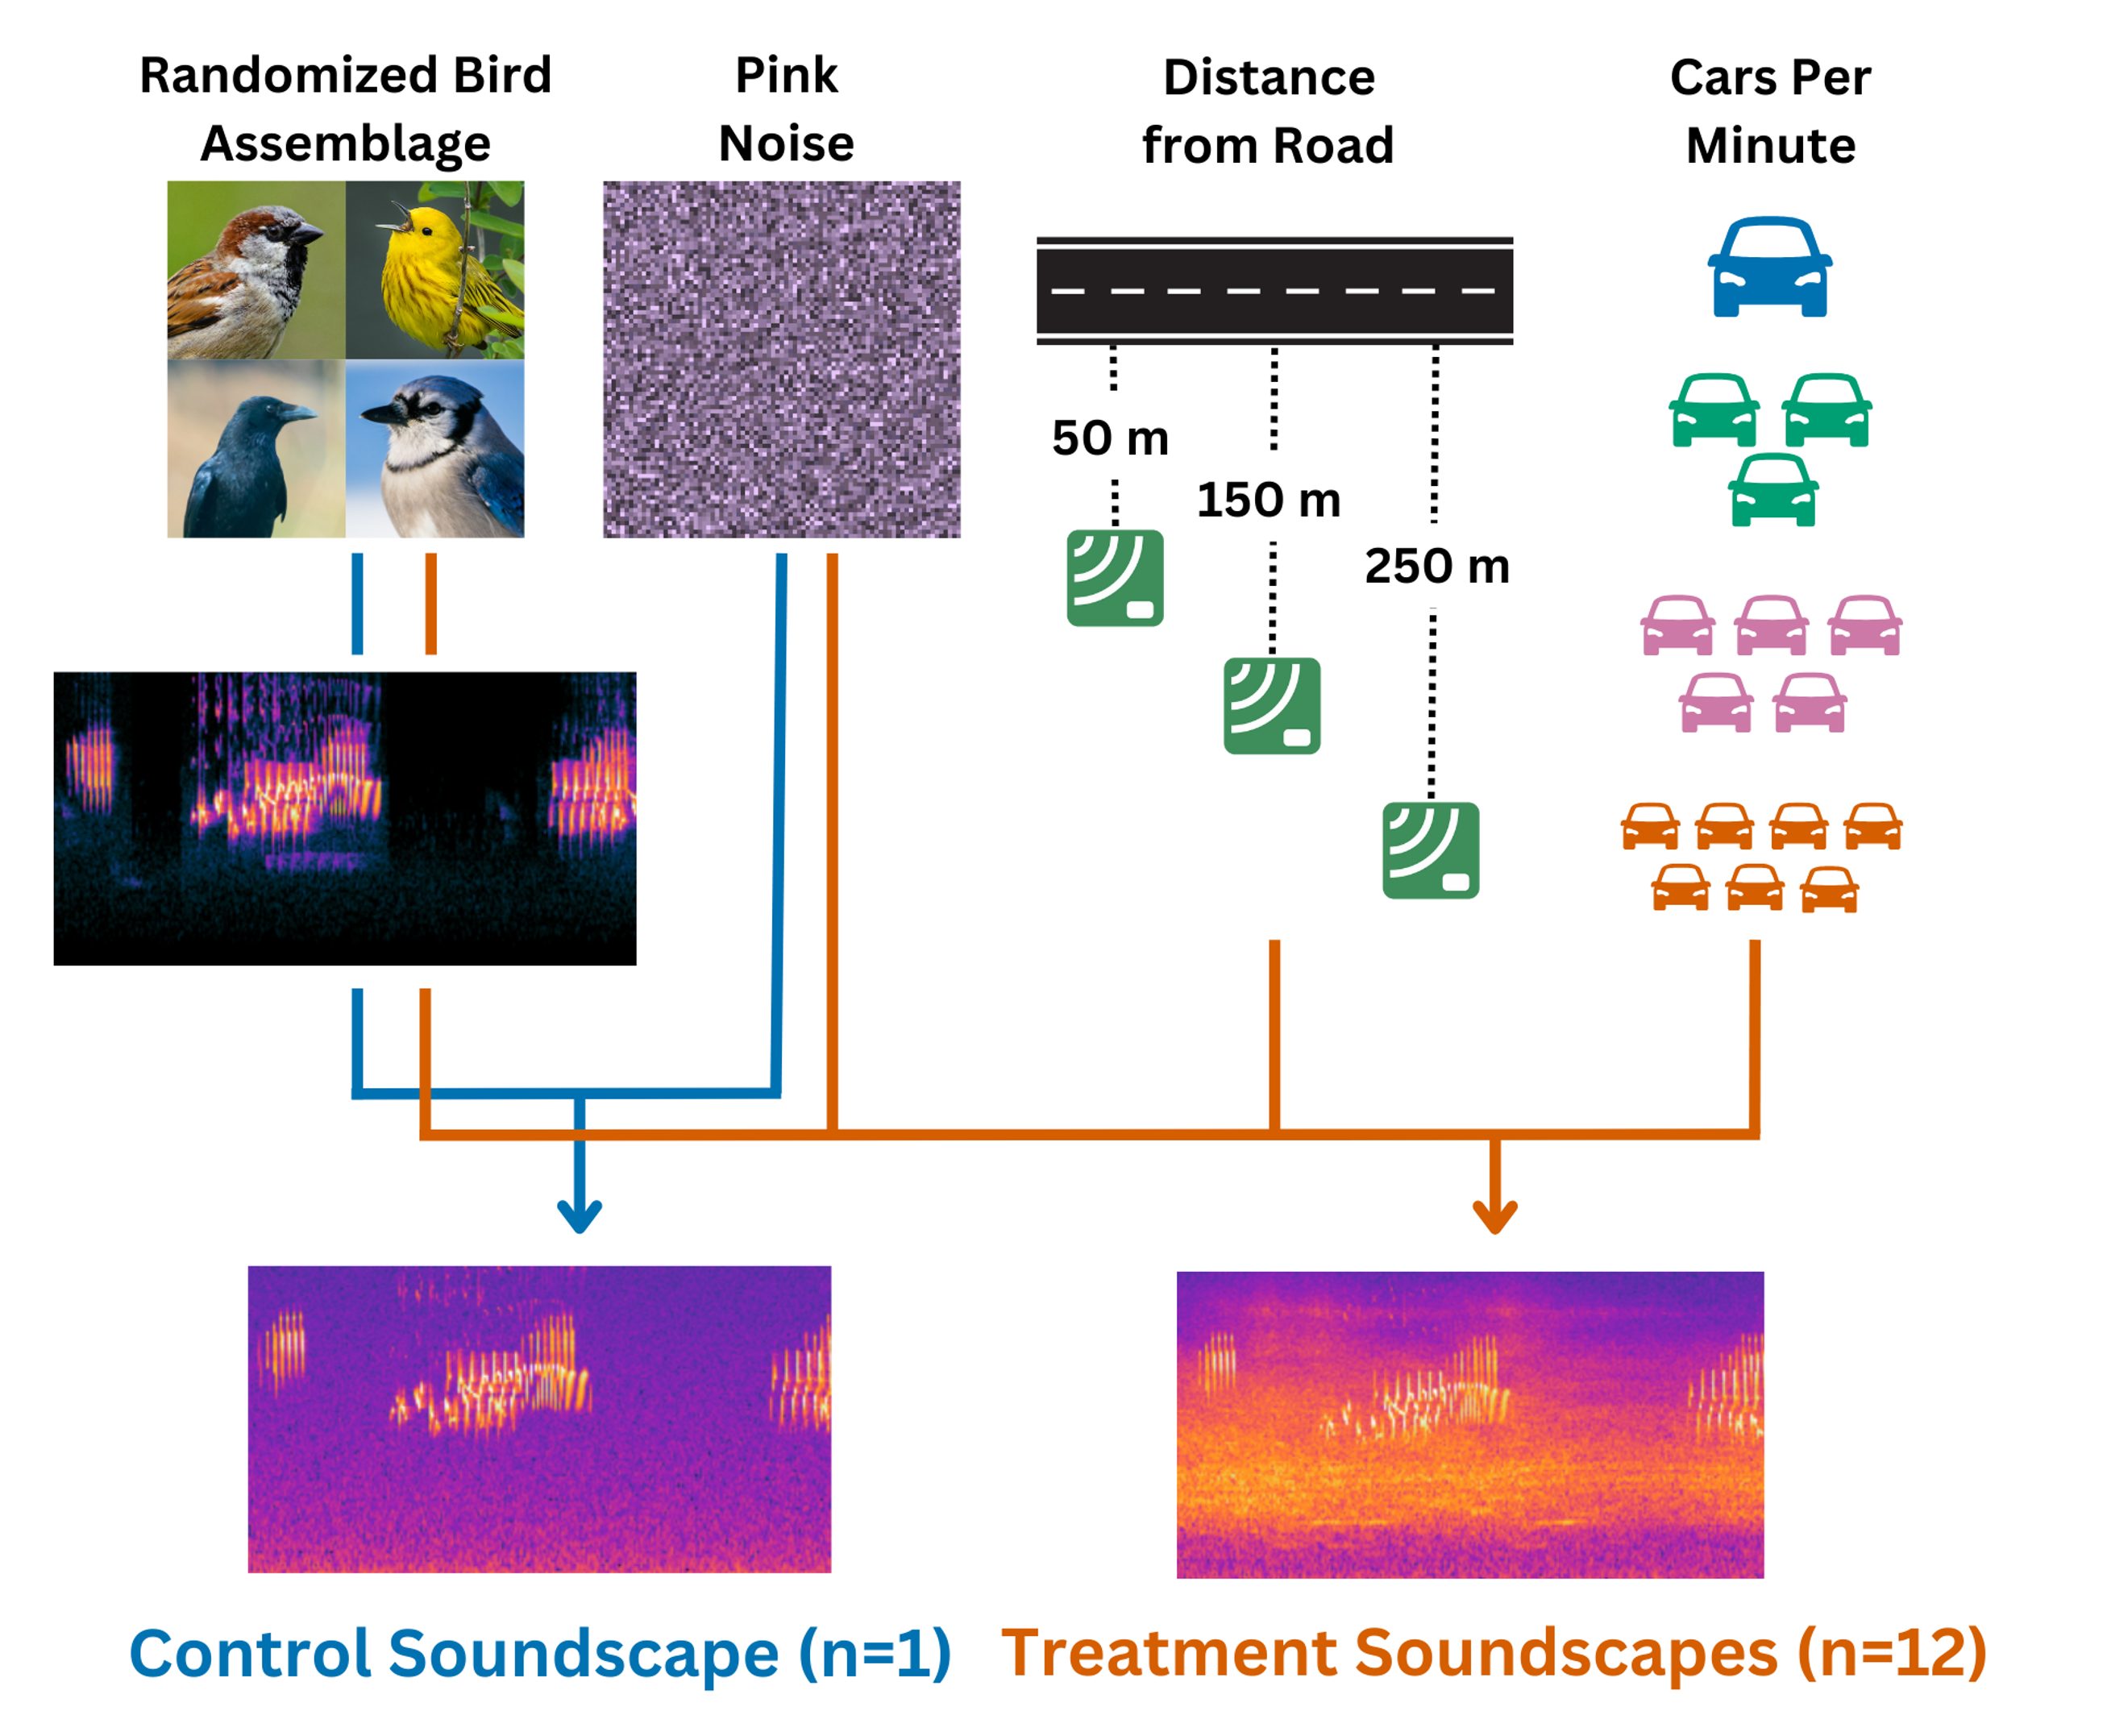 Randomized Bird
Assemblage
Pink
Noise
Distance
from Road
Cars Per
Minute
50 m
150 m
250 m
Control Soundscape (n=1)
Treatment Soundscapes (n=12)